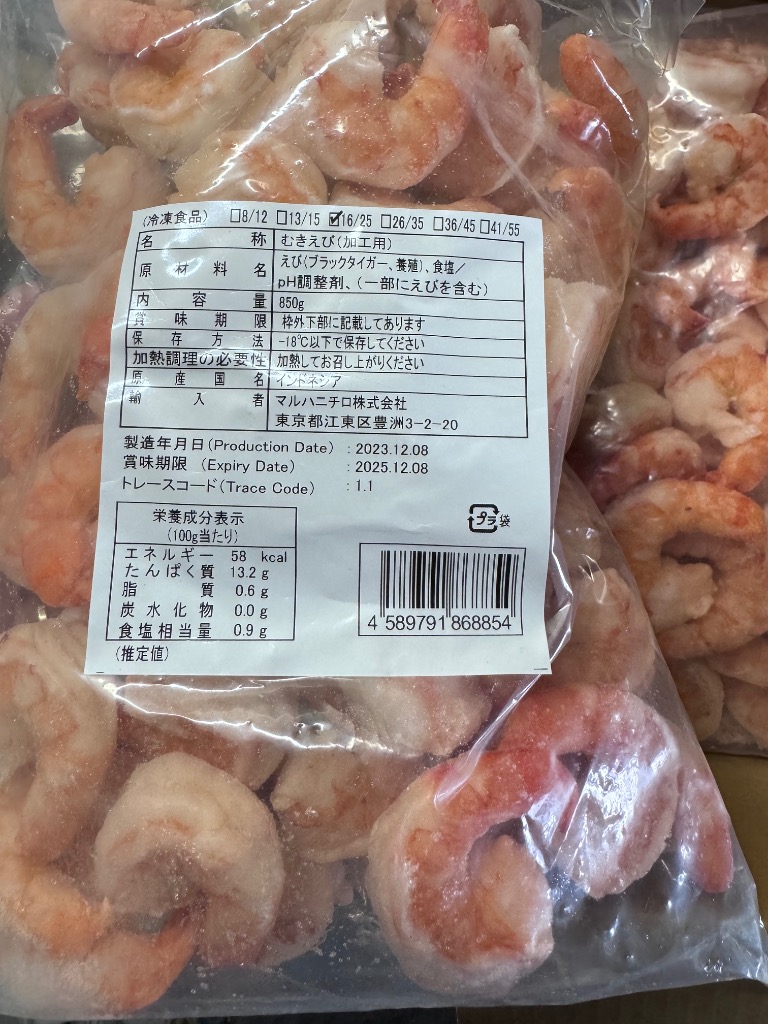 (冷凍食品) □8/12 □13/15 ☑16/25 □26/35 □36/45 □41/55
名称 むきえび(加工用)
原材料名 えび(ブラックタイガー、養殖)、食塩/
pH調整剤、(一部にえびを含む)
内容量 850g
賞味期限 枠外下部に記載してあります
保存方法 -18℃以下で保存してください
加熱調理の必要性 加熱してお召し上がりください
原産国名 インドネシア
輸入者 マルハニチロ株式会社
東京都江東区豊洲3-2-20
製造年月日(Production Date) : 2023.12.08
賞味期限 (Expiry Date) : 2025.12.08
トレースコード(Trace Code) : 1.1
栄養成分表示
(100g当たり)
エネルギー 58 kcal
たんぱく質 13.2 g
脂質 0.6 g
炭水化物 0.0 g
食塩相当量 0.9 g
(推定値)
プラ 袋
4 589791 868854